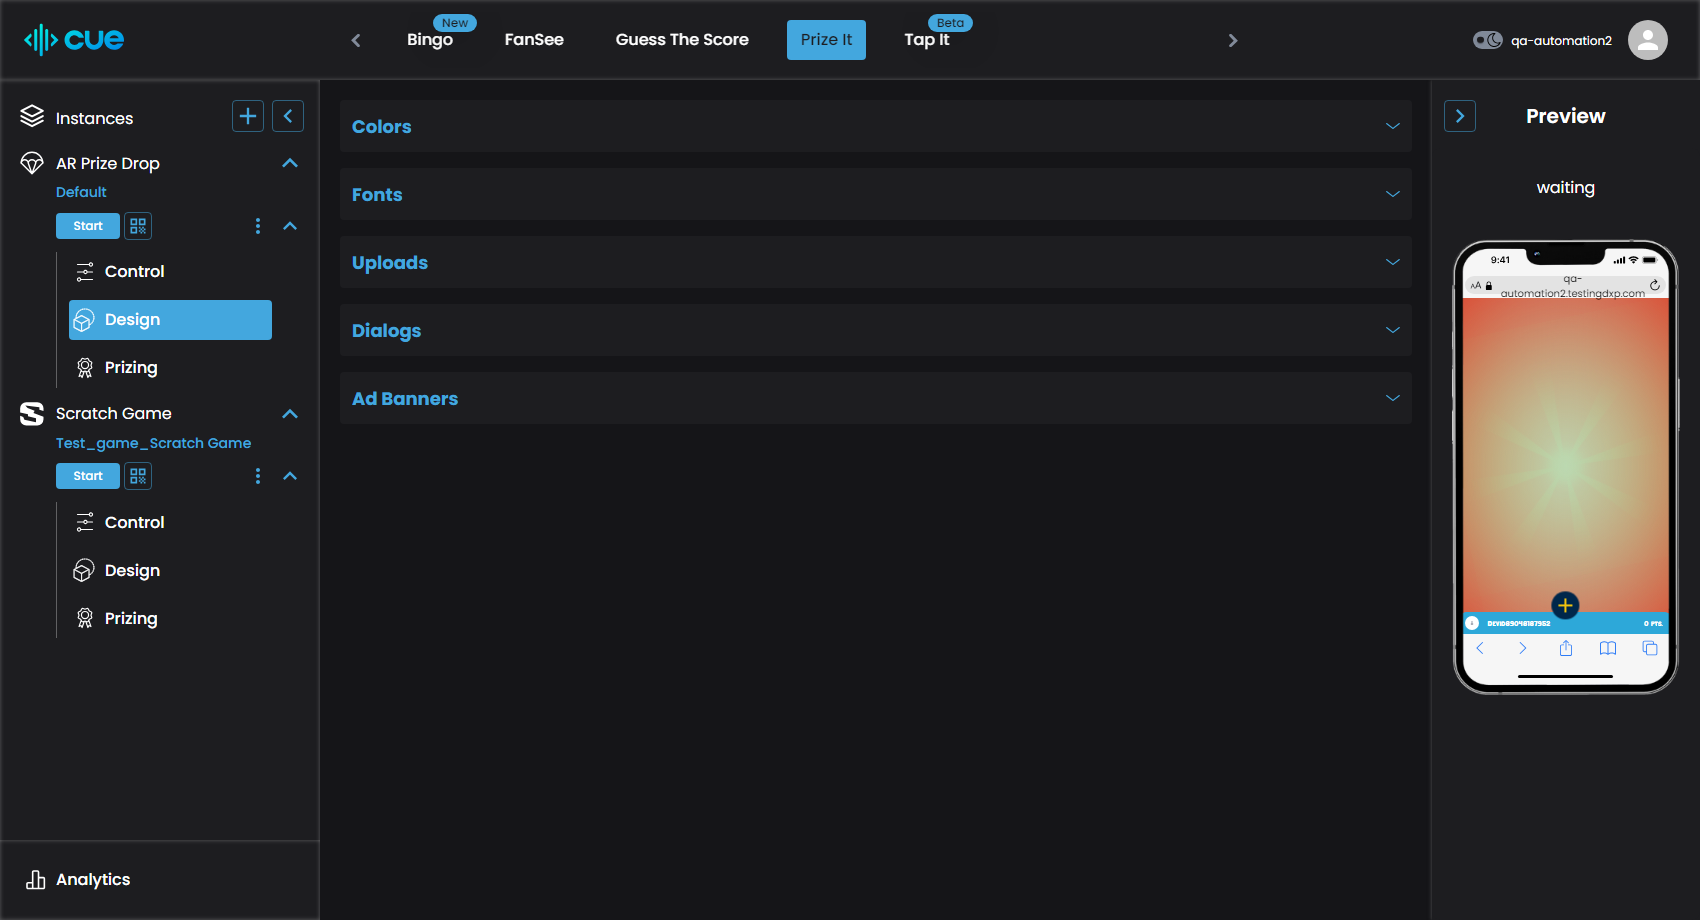 cue
Bingo
New
FanSee
Guess The Score
Prize It
Tap It
Beta
qa-automation2
Instances
AR Prize Drop
Default
Start
Control
Design
Prizing
Scratch Game
Test_game_Scratch Game
Start
Control
Design
Prizing
Analytics
Colors
Fonts
Uploads
Dialogs
Ad Banners
Preview
waiting
9:41
AA
qa-
automation2.testingdxp.com
0 PTS.